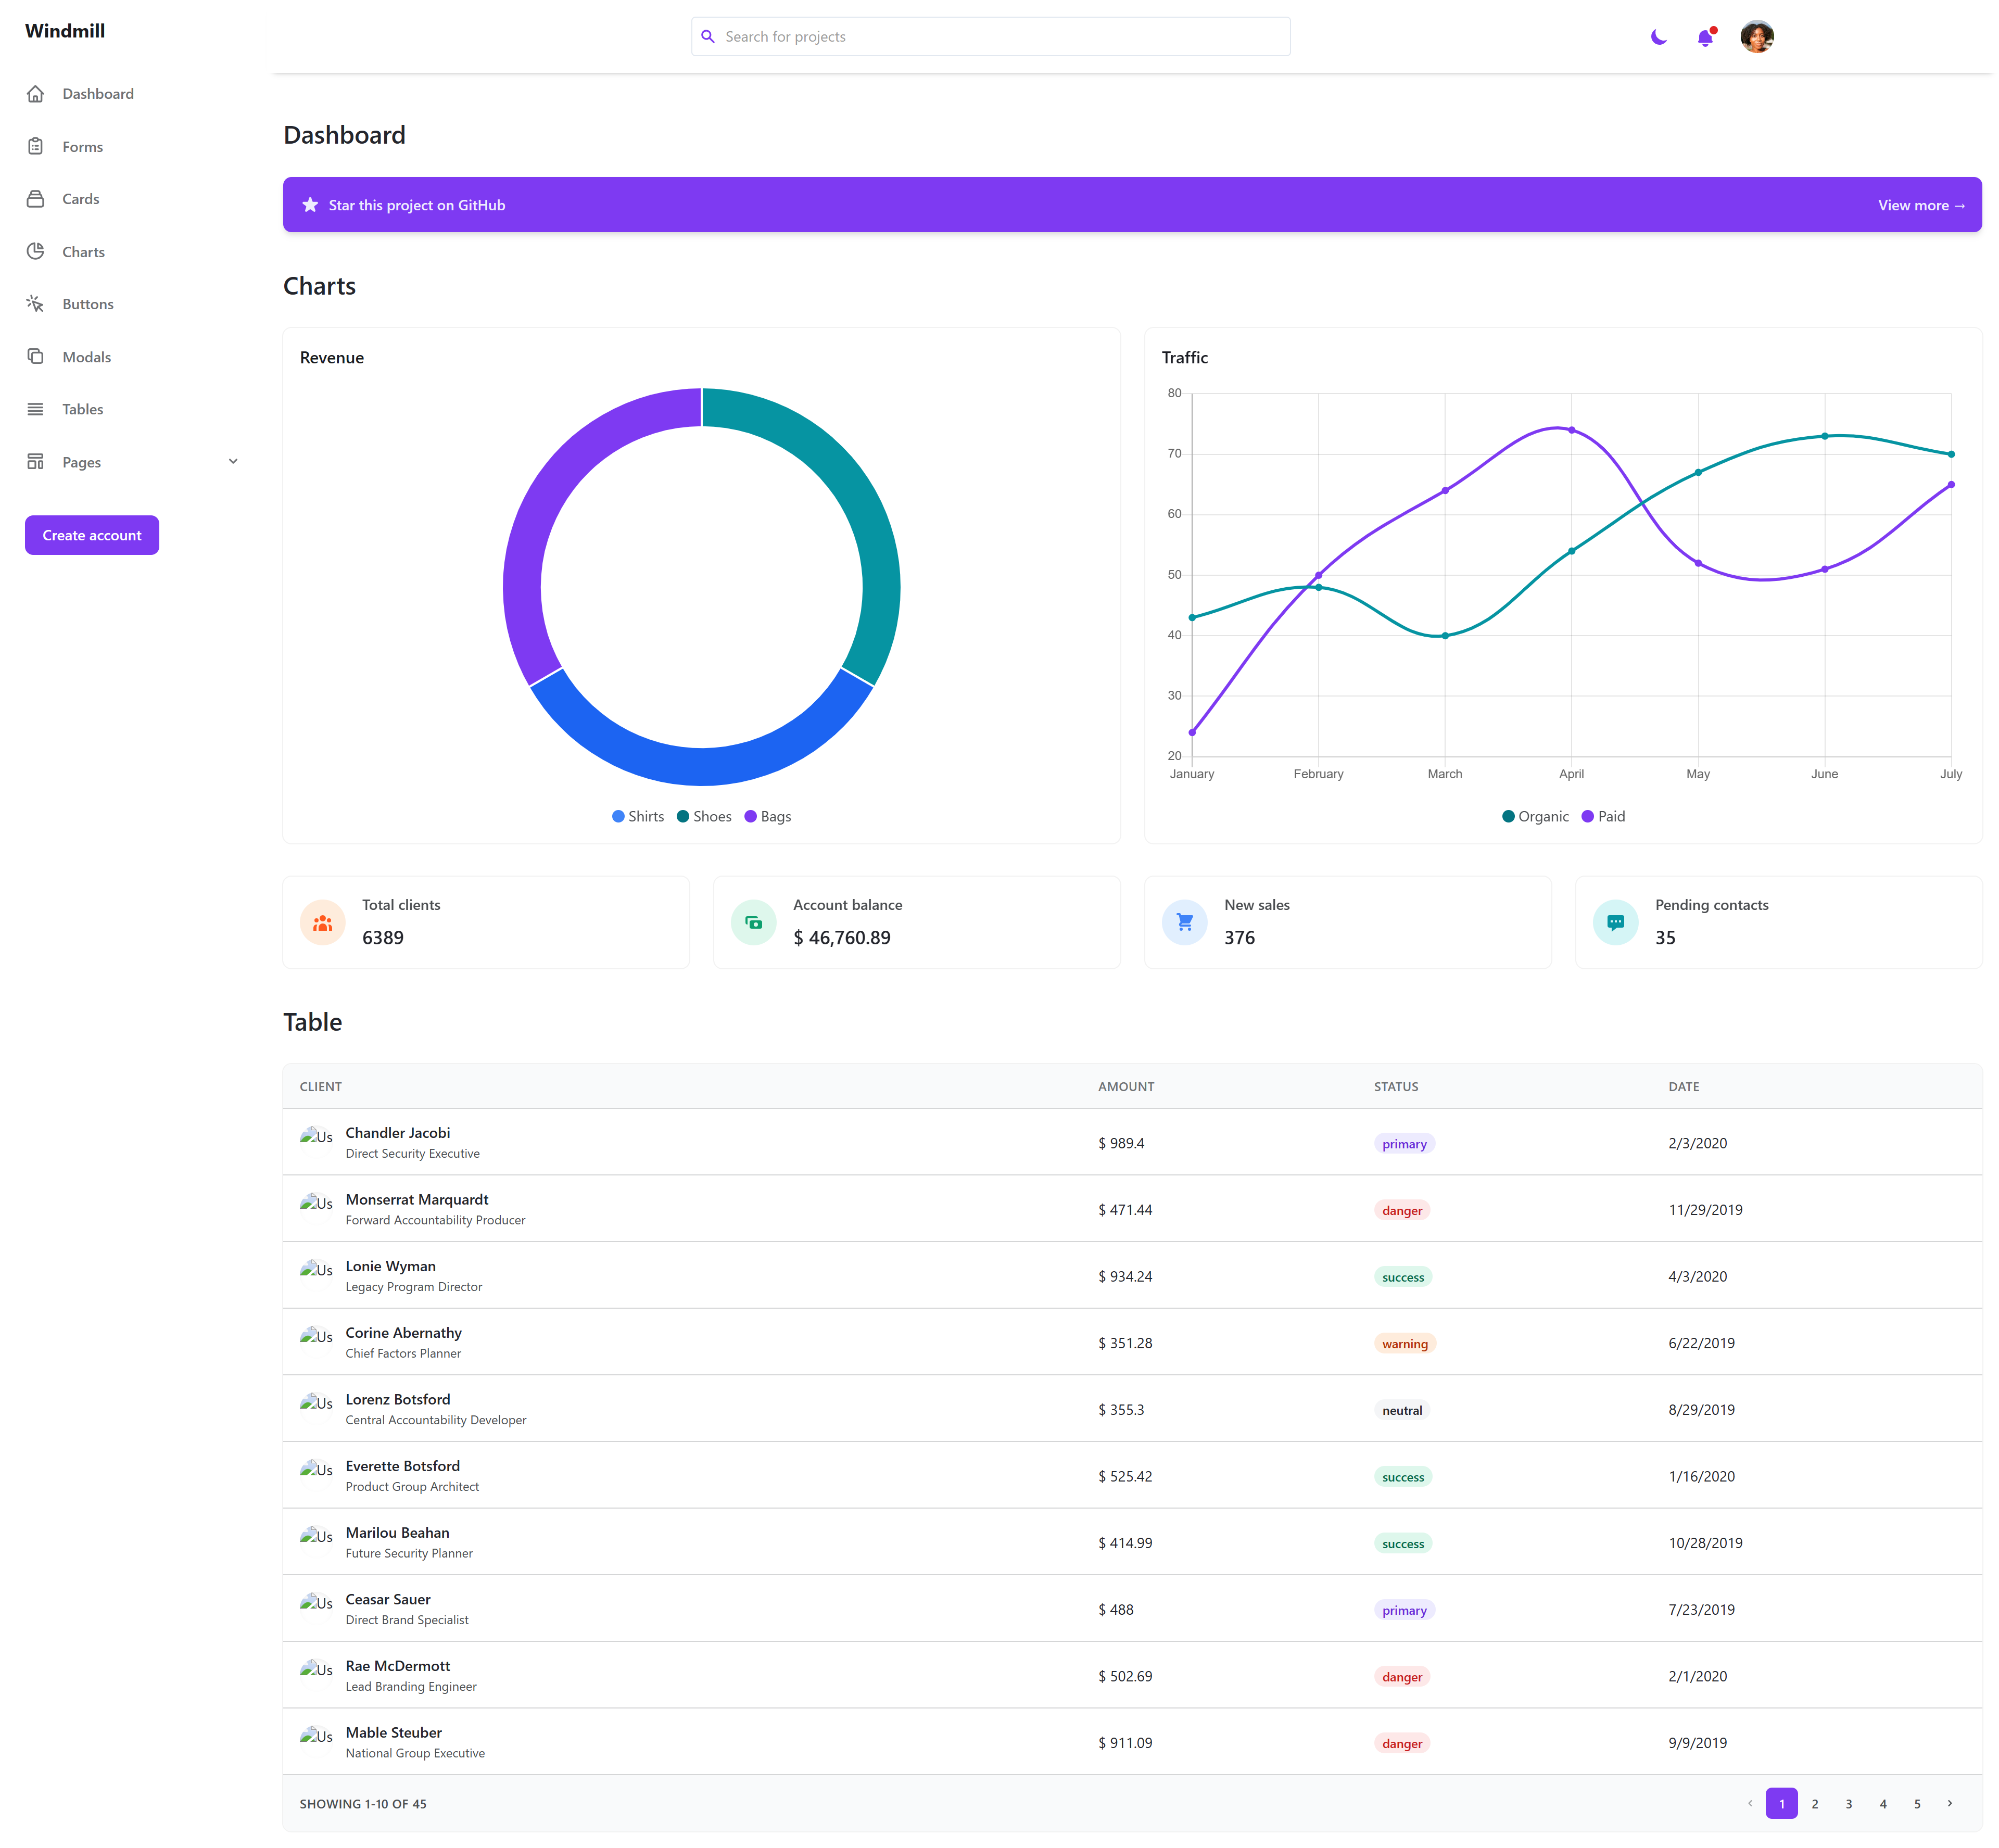 Windmill
Search for projects
Dashboard
Forms
Cards
Charts
Buttons
Modals
Tables
Pages
Create account
Dashboard
Star this project on GitHub
View more →
Charts
Revenue
Shirts Shoes Bags
Traffic
80
70
60
50
40
30
20
January February March April May June July
Organic Paid
Total clients
6389
Account balance
$ 46,760.89
New sales
376
Pending contacts
35
Table
CLIENT AMOUNT STATUS DATE
Us Chandler Jacobi
Direct Security Executive
$ 989.4 primary 2/3/2020
Us Monserrat Marquardt
Forward Accountability Producer
$ 471.44 danger 11/29/2019
Us Lonie Wyman
Legacy Program Director
$ 934.24 success 4/3/2020
Us Corine Abernathy
Chief Factors Planner
$ 351.28 warning 6/22/2019
Us Lorenz Botsford
Central Accountability Developer
$ 355.3 neutral 8/29/2019
Us Everette Botsford
Product Group Architect
$ 525.42 success 1/16/2020
Us Marilou Beahan
Future Security Planner
$ 414.99 success 10/28/2019
Us Ceasar Sauer
Direct Brand Specialist
$ 488 primary 7/23/2019
Us Rae McDermott
Lead Branding Engineer
$ 502.69 danger 2/1/2020
Us Mable Steuber
National Group Executive
$ 911.09 danger 9/9/2019
SHOWING 1-10 OF 45
1 2 3 4 5